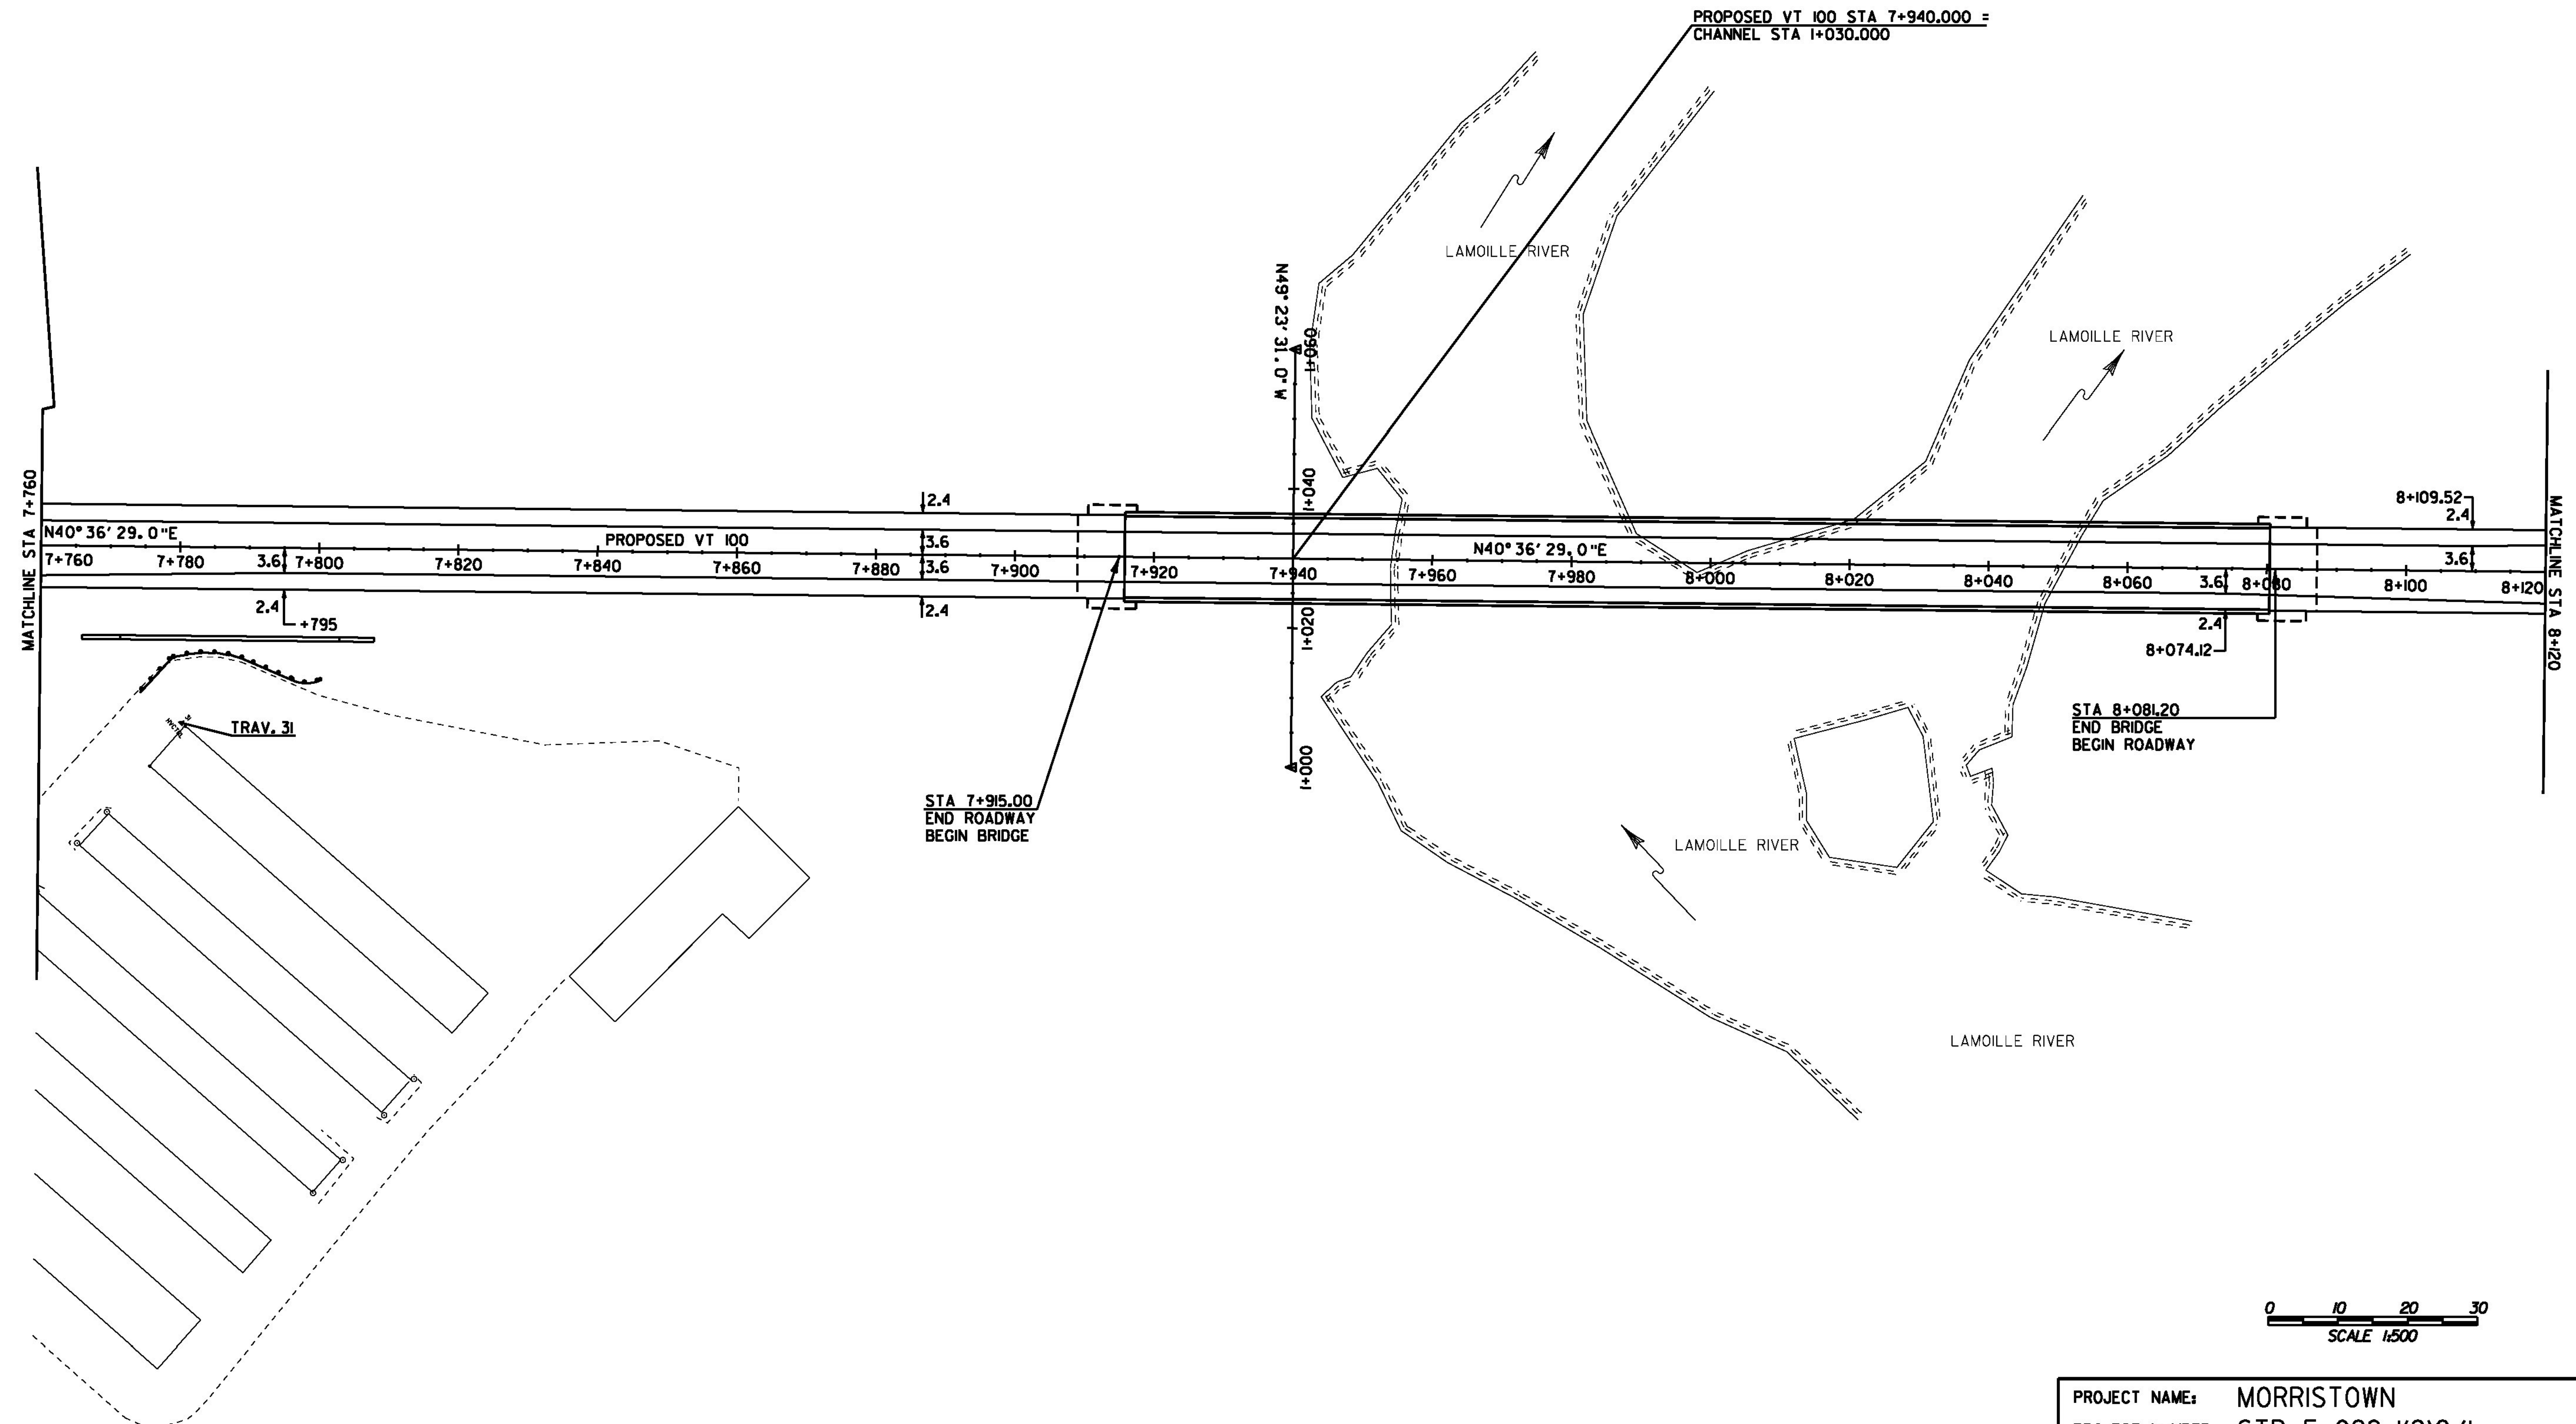 PROPOSED VT 100 STA 7+940.000 =
CHANNEL STA 1+030.000
LAMOILLE RIVER
LAMOILLE RIVER
N49° 23' 31.0" W
1+060
1+040
1+020
1+000
MATCHLINE STA 7+760
N40° 36' 29.0"E
PROPOSED VT 100
2.4
3.6
3.6
2.4
3.6
2.4
+795
N40° 36' 29.0"E
7+760
7+780
7+800
7+820
7+840
7+860
7+880
7+900
7+920
7+940
7+960
7+980
8+000
8+020
8+040
8+060
8+080
8+100
8+120
8+109.52
2.4
3.6
3.6
2.4
8+074.12
MATCHLINE STA 8+120
TRAV. 31
STA 7+915.00
END ROADWAY
BEGIN BRIDGE
STA 8+081.20
END BRIDGE
BEGIN ROADWAY
LAMOILLE RIVER
LAMOILLE RIVER
0 10 20 30
SCALE 1:500
PROJECT NAME: MORRISTOWN